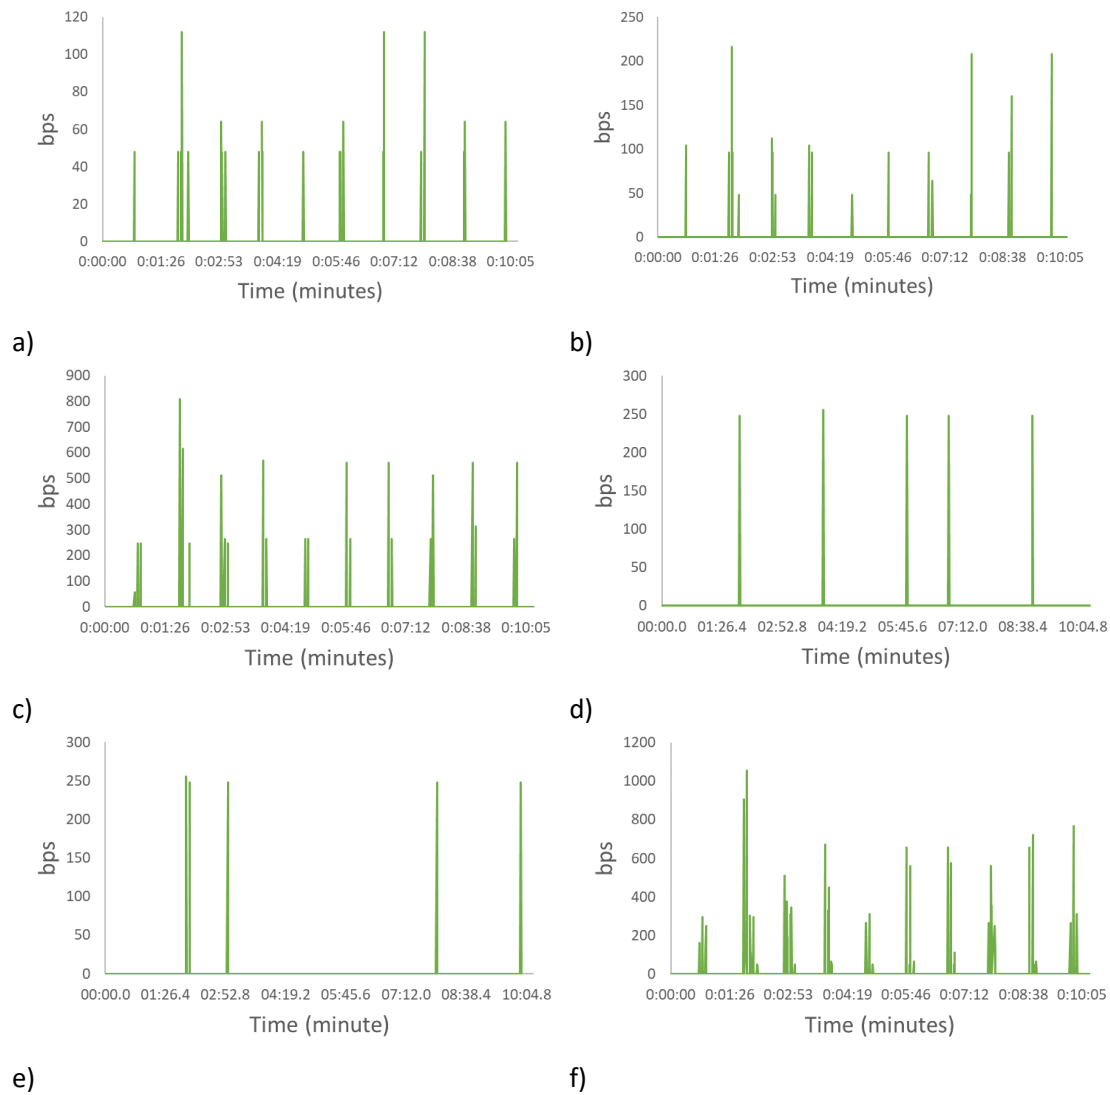 120
100
80
60
40
20
0
bps
0:00:00 0:01:26 0:02:53 0:04:19 0:05:46 0:07:12 0:08:38 0:10:05
Time (minutes)
a)
250
200
150
100
50
0
bps
0:00:00 0:01:26 0:02:53 0:04:19 0:05:46 0:07:12 0:08:38 0:10:05
Time (minutes)
b)
900
800
700
600
500
400
300
200
100
0
bps
0:00:00 0:01:26 0:02:53 0:04:19 0:05:46 0:07:12 0:08:38 0:10:05
Time (minutes)
c)
300
250
200
150
100
50
0
bps
00:00.0 01:26.4 02:52.8 04:19.2 05:45.6 07:12.0 08:38.4 10:04.8
Time (minutes)
d)
300
250
200
150
100
50
0
bps
00:00.0 01:26.4 02:52.8 04:19.2 05:45.6 07:12.0 08:38.4 10:04.8
Time (minute)
e)
1200
1000
800
600
400
200
0
bps
0:00:00 0:01:26 0:02:53 0:04:19 0:05:46 0:07:12 0:08:38 0:10:05
Time (minutes)
f)